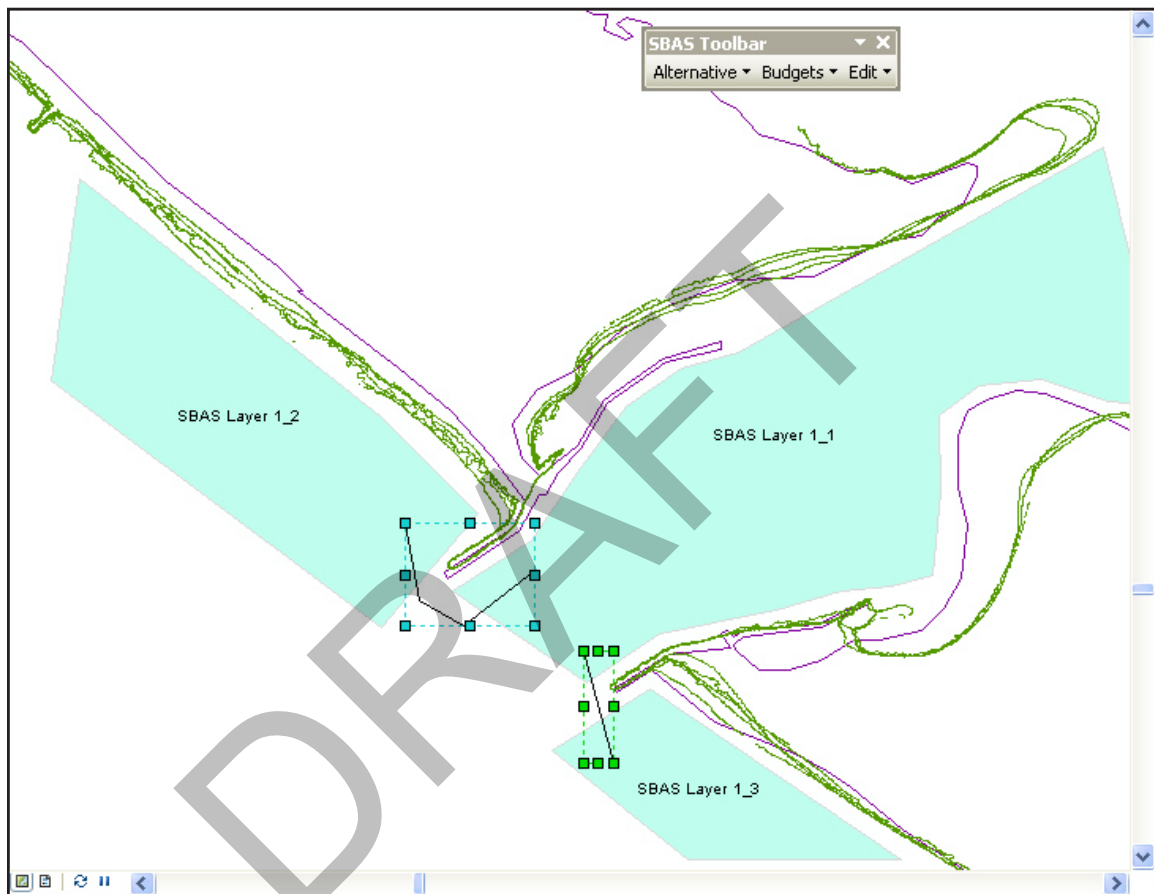 SBAS Toolbar
Alternative Budgets Edit
SBAS Layer 1_2
SBAS Layer 1_1
SBAS Layer 1_3
DRAFT